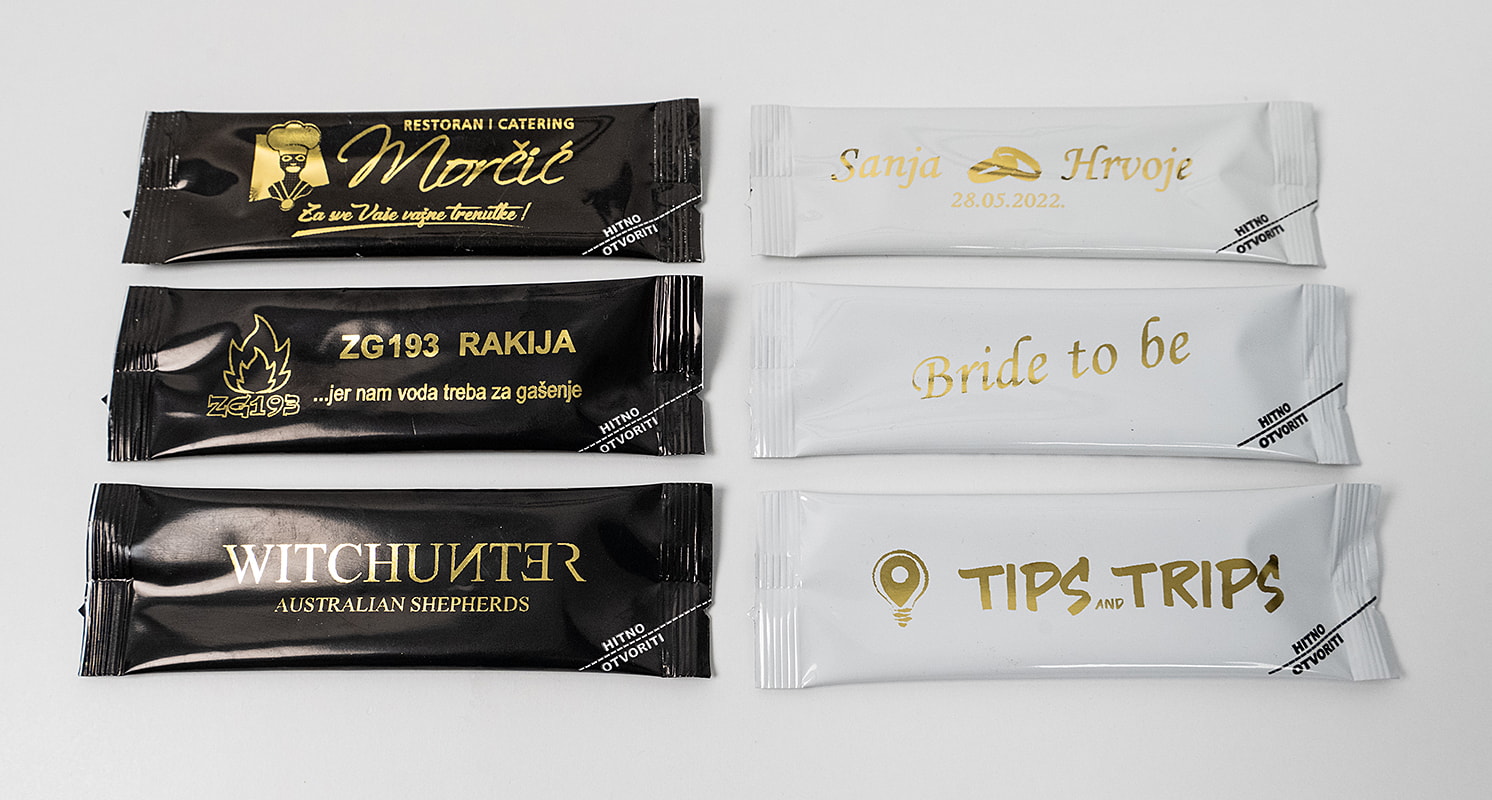 RESTORAN I CATERING
Morčić
Za sve Vaše važne trenutke!
HITNO
OTVORITI
ZG193
ZG193 RAKIJA
...jer nam voda treba za gašenje
HITNO
OTVORITI
WITCHUИTƎЯ
AUSTRALIAN SHEPHERDS
HITNO
OTVORITI
Sanja Hrvoje
28.05.2022.
HITNO
OTVORITI
Bride to be
HITNO
OTVORITI
TIPS AND TRIPS
HITNO
OTVORITI